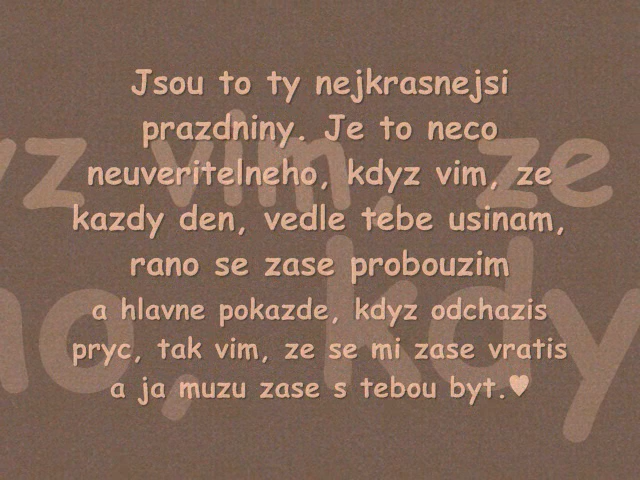 Jsou to ty nejkrasnejsi
prazdniny. Je to neco
neuveritelneho, kdyz vim, ze
kazdy den, vedle tebe usinam,
rano se zase probouzim
a hlavne pokazde, kdyz odchazis
pryc, tak vim, ze se mi zase vratis
a ja muzu zase s tebou byt.♥